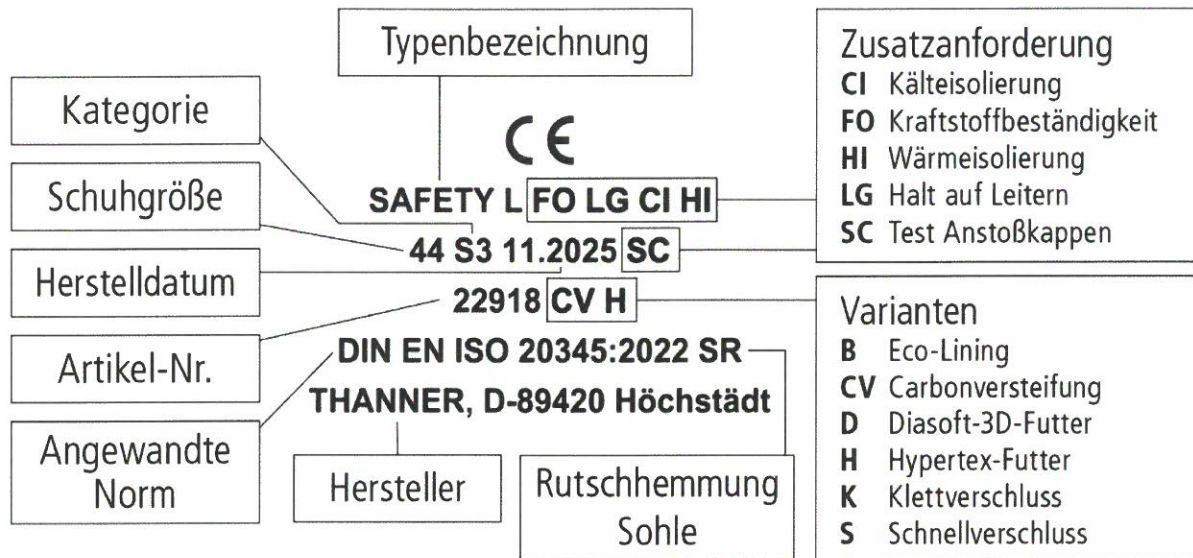 Typenbezeichnung
Kategorie
Schuhgröße
Herstelldatum
Artikel-Nr.
Angewandte
Norm
CE
SAFETY L FO LG CI HI
44 S3 11.2025 SC
22918 CV H
DIN EN ISO 20345:2022 SR
THANNER, D-89420 Höchstädt
Hersteller
Rutschhemmung
Sohle
Zusatzanforderung
CI Kälteisolierung
FO Kraftstoffbeständigkeit
HI Wärmeisolierung
LG Halt auf Leitern
SC Test Anstoßkappen
Varianten
B Eco-Lining
CV Carbonversteifung
D Diasoft-3D-Futter
H Hypertex-Futter
K Klettverschluss
S Schnellverschluss